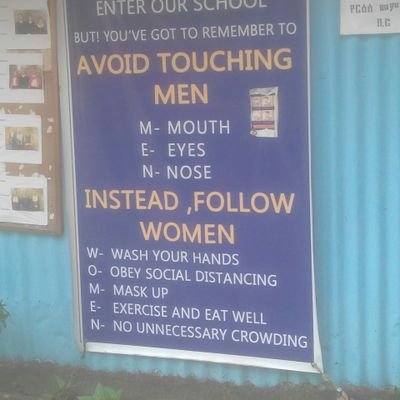 ENTER OUR SCHOOL
BUT! YOU'VE GOT TO REMEMBER TO
AVOID TOUCHING
MEN
M- MOUTH
E- EYES
N- NOSE
INSTEAD ,FOLLOW
WOMEN
W- WASH YOUR HANDS
O- OBEY SOCIAL DISTANCING
M- MASK UP
E- EXERCISE AND EAT WELL
N- NO UNNECESSARY CROWDING
ቢሮ